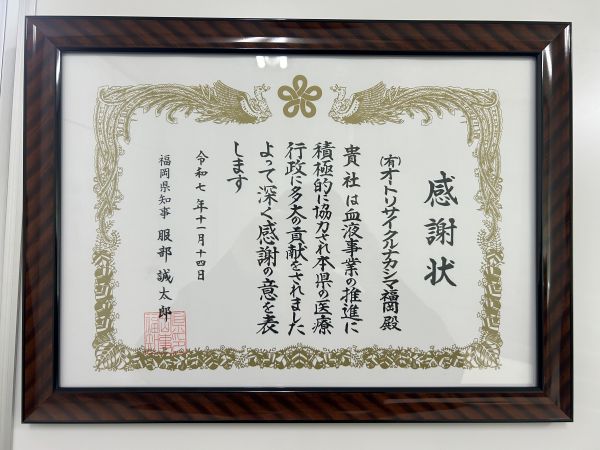 感謝状
(有)オートリサイクルナカシマ福岡 殿
貴社は血液事業の推進に
積極的に協力され本県の医療
行政に多大の貢献をされました
よって深く感謝の意を表
します
令和七年十一月十四日
福岡県知事 服部誠太郎